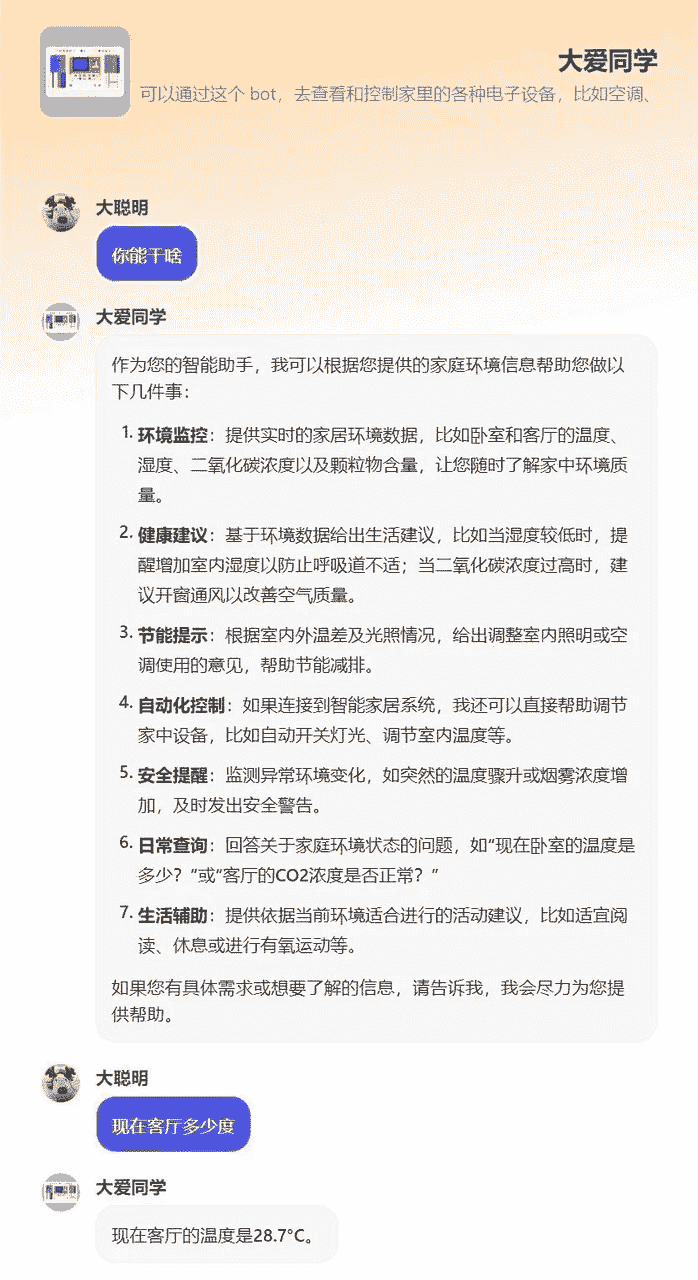 大爱同学
可以通过这个 bot，去查看和控制家里的各种电子设备，比如空调、
大聪明
你能干啥
大爱同学
作为您的智能助手，我可以根据您提供的家庭环境信息帮助您做以
下几件事：
1. 环境监控：提供实时的家居环境数据，比如卧室和客厅的温度、
湿度、二氧化碳浓度以及颗粒物含量，让您随时了解家中环境质
量。
2. 健康建议：基于环境数据给出生活建议，比如当湿度较低时，提
醒增加室内湿度以防止呼吸道不适；当二氧化碳浓度过高时，建
议开窗通风以改善空气质量。
3. 节能提示：根据室内外温差及光照情况，给出调整室内照明或空
调使用的意见，帮助节能减排。
4. 自动化控制：如果连接到智能家居系统，我还可以直接帮助调节
家中设备，比如自动开关灯光、调节室内温度等。
5. 安全提醒：监测异常环境变化，如突然的温度骤升或烟雾浓度增
加，及时发出安全警告。
6. 日常查询：回答关于家庭环境状态的问题，如“现在卧室的温度是
多少？”或“客厅的CO2浓度是否正常？”
7. 生活辅助：提供依据当前环境适合进行的活动建议，比如适宜阅
读、休息或进行有氧运动等。
如果您有具体需求或想要了解的信息，请告诉我，我会尽力为您提
供帮助。
大聪明
现在客厅多少度
大爱同学
现在客厅的温度是28.7°C。